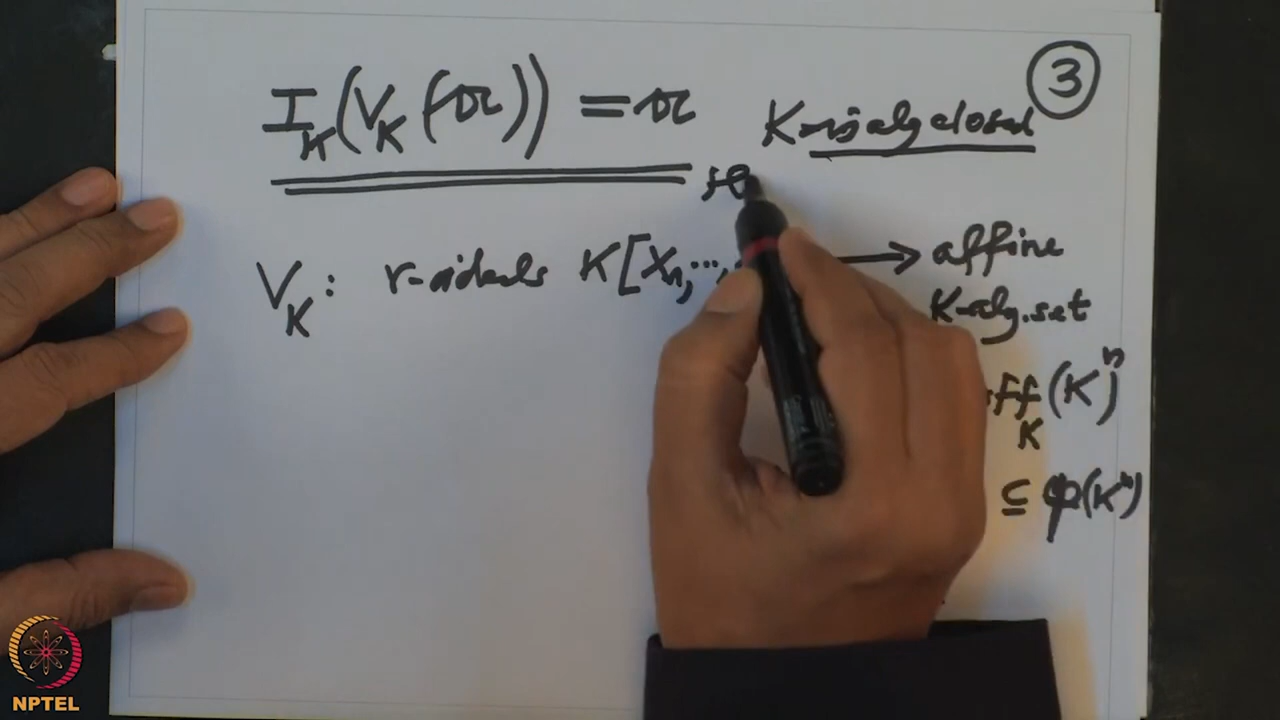 3
I_K(V_K(𝔞)) = 𝔞 K is alg closed
V_K : r-ideals K[X_1, ..., → affine
K-alg. set
ff_K(K)^n
⊆ 𝔓(K^n)
NPTEL